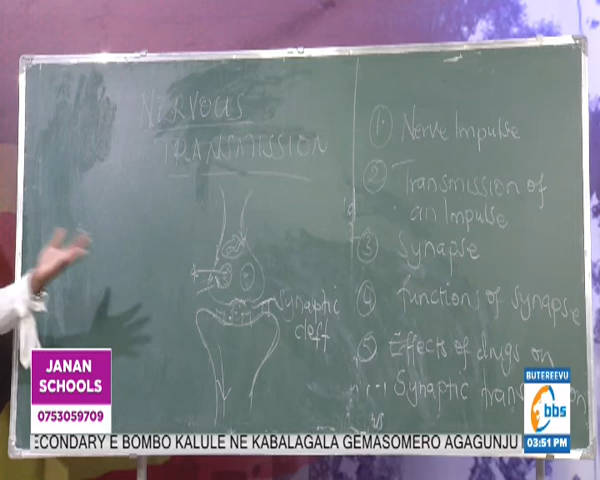 NERVOUS
TRANSMISSION
synaptic
cleft
1. Nerve Impulse
2 Transmission of
an Impulse
3 Synapse
4 functions of synapse
5 Effects of drugs on
Synaptic
JANAN
SCHOOLS
0753059709
BUTEREEVU
bbs
03:51 PM
ECONDARY E BOMBO KALULE NE KABALAGALA GEMASOMERO AGAGUNJU